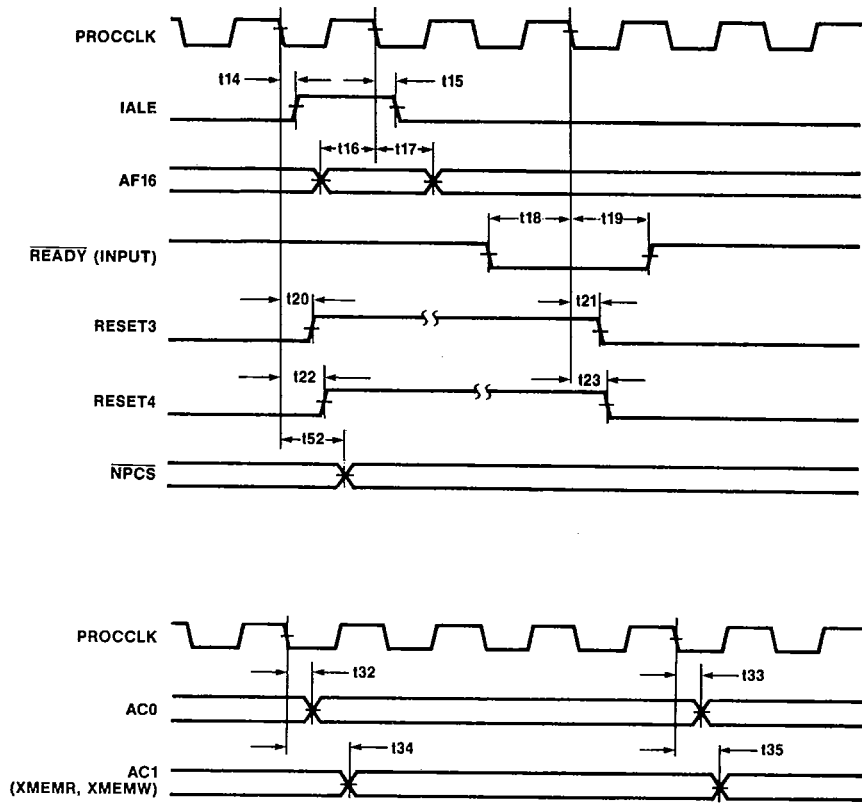 PROCCLK
t14
t15
IALE
t16
t17
AF16
t18
t19
READY (INPUT)
t20
t21
RESET3
t22
t23
RESET4
t52
NPCS
PROCCLK
t32
t33
AC0
t34
t35
AC1
(XMEMR, XMEMW)